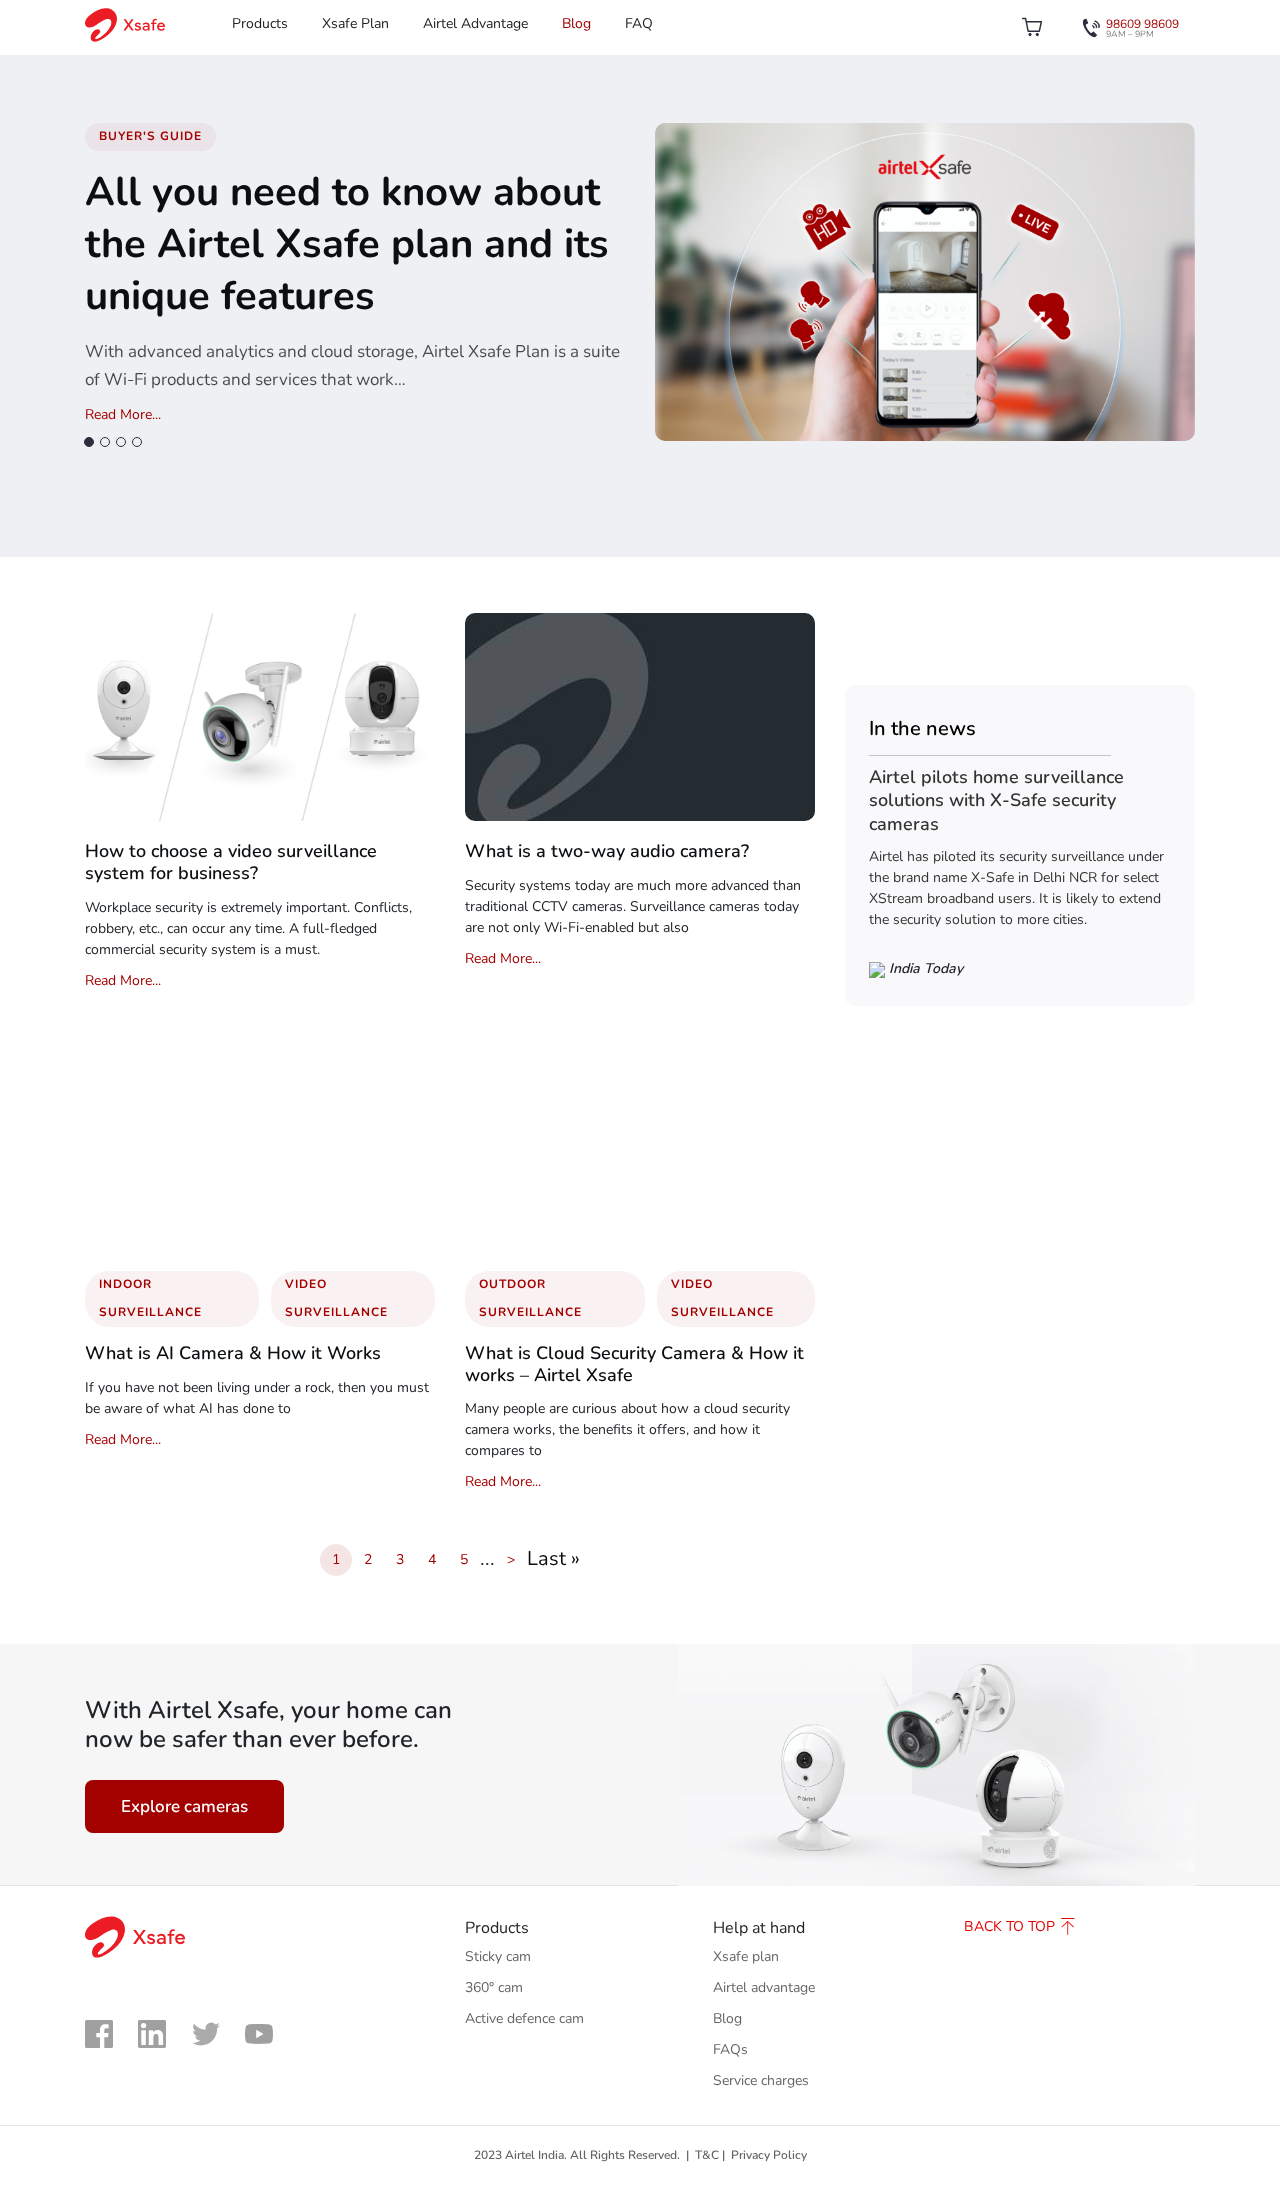 Xsafe
Products
Xsafe Plan
Airtel Advantage
Blog
FAQ
98609 98609
9AM – 9PM
BUYER'S GUIDE
All you need to know about
the Airtel Xsafe plan and its
unique features
With advanced analytics and cloud storage, Airtel Xsafe Plan is a suite
of Wi-Fi products and services that work...
Read More...
airtel Xsafe
HD
LIVE
Today's Videos
How to choose a video surveillance
system for business?
Workplace security is extremely important. Conflicts,
robbery, etc., can occur any time. A full-fledged
commercial security system is a must.
Read More...
What is a two-way audio camera?
Security systems today are much more advanced than
traditional CCTV cameras. Surveillance cameras today
are not only Wi-Fi-enabled but also
Read More...
In the news
Airtel pilots home surveillance
solutions with X-Safe security
cameras
Airtel has piloted its security surveillance under
the brand name X-Safe in Delhi NCR for select
XStream broadband users. It is likely to extend
the security solution to more cities.
India Today
INDOOR
SURVEILLANCE
VIDEO
SURVEILLANCE
What is AI Camera & How it Works
If you have not been living under a rock, then you must
be aware of what AI has done to
Read More...
OUTDOOR
SURVEILLANCE
VIDEO
SURVEILLANCE
What is Cloud Security Camera & How it
works – Airtel Xsafe
Many people are curious about how a cloud security
camera works, the benefits it offers, and how it
compares to
Read More...
1 2 3 4 5 ... > Last »
With Airtel Xsafe, your home can
now be safer than ever before.
Explore cameras
Xsafe
Products
Sticky cam
360° cam
Active defence cam
Help at hand
Xsafe plan
Airtel advantage
Blog
FAQs
Service charges
BACK TO TOP
2023 Airtel India. All Rights Reserved. | T&C | Privacy Policy